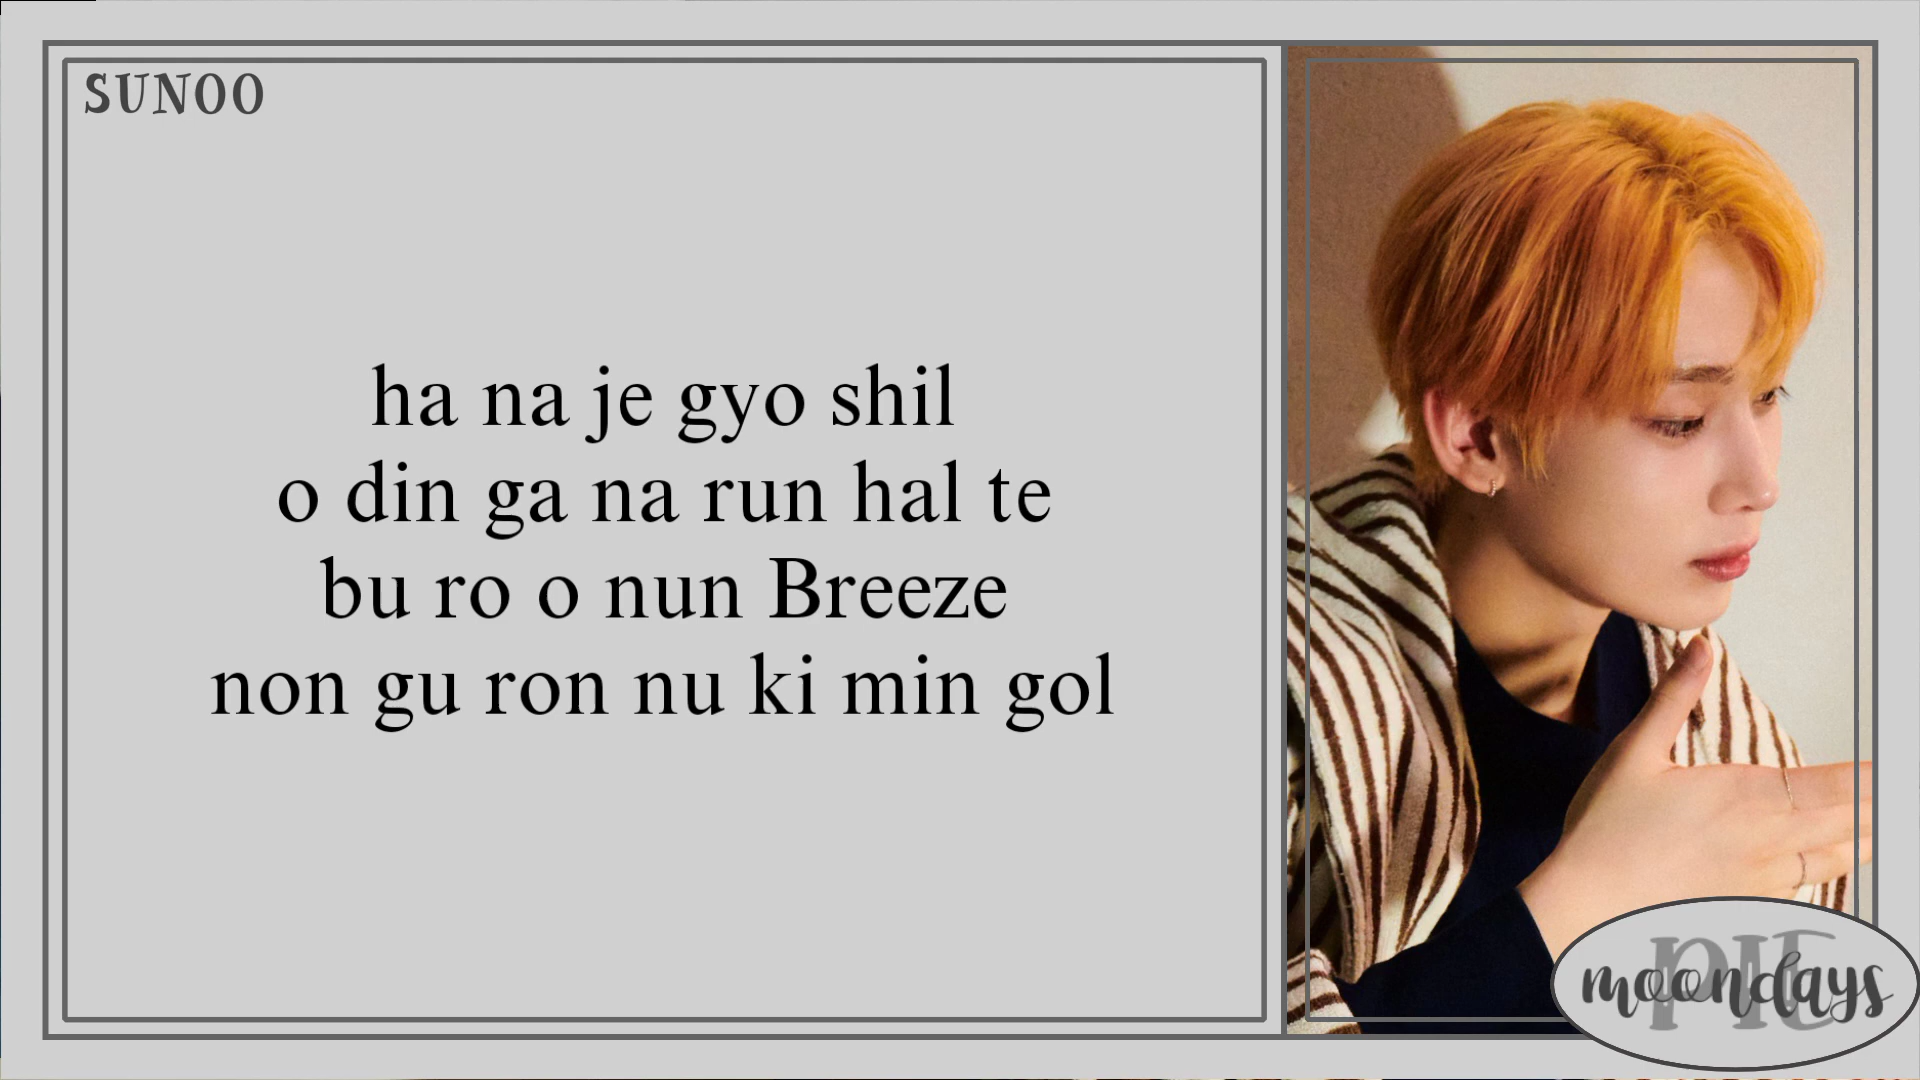 SUNOO
ha na je gyo shil
o din ga na run hal te
bu ro o nun Breeze
non gu ron nu ki min gol
PIT
moondays